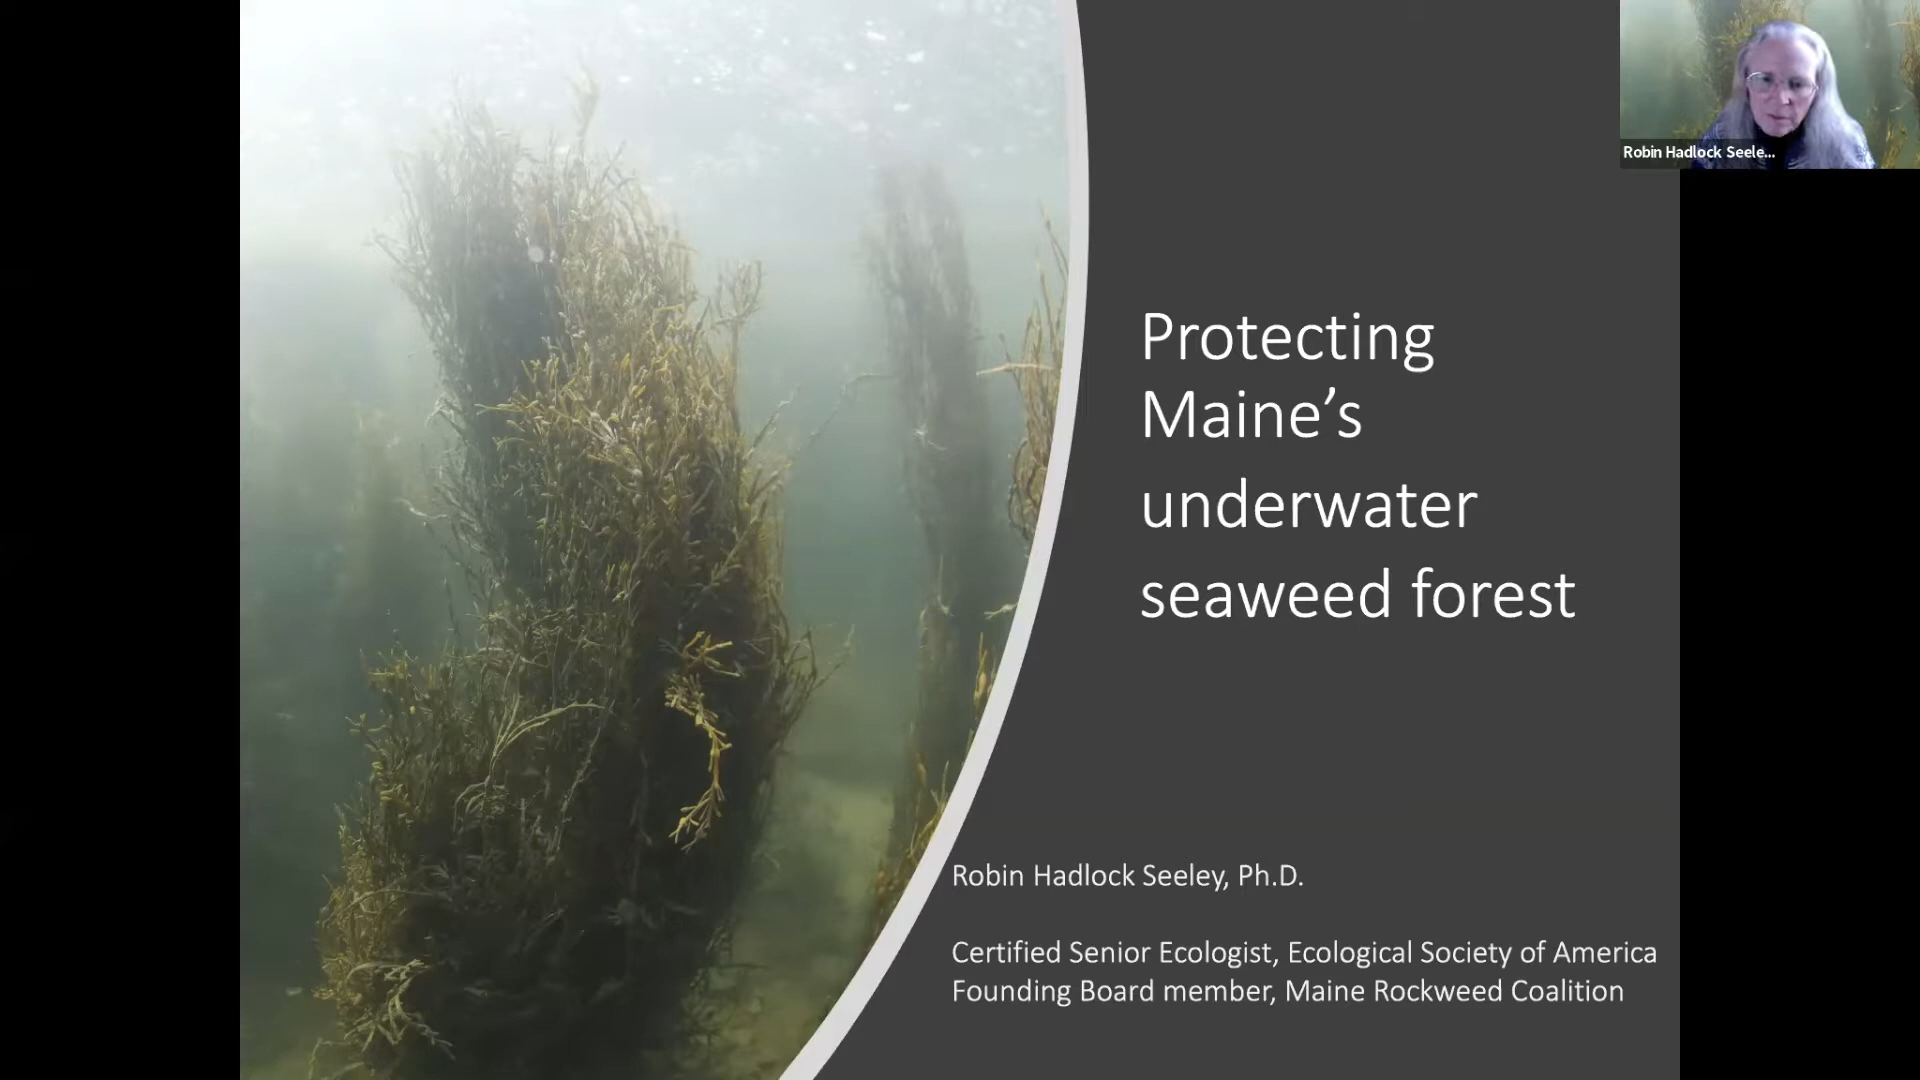 Robin Hadlock Seele...
Protecting
Maine’s
underwater
seaweed forest
Robin Hadlock Seeley, Ph.D.
Certified Senior Ecologist, Ecological Society of America
Founding Board member, Maine Rockweed Coalition